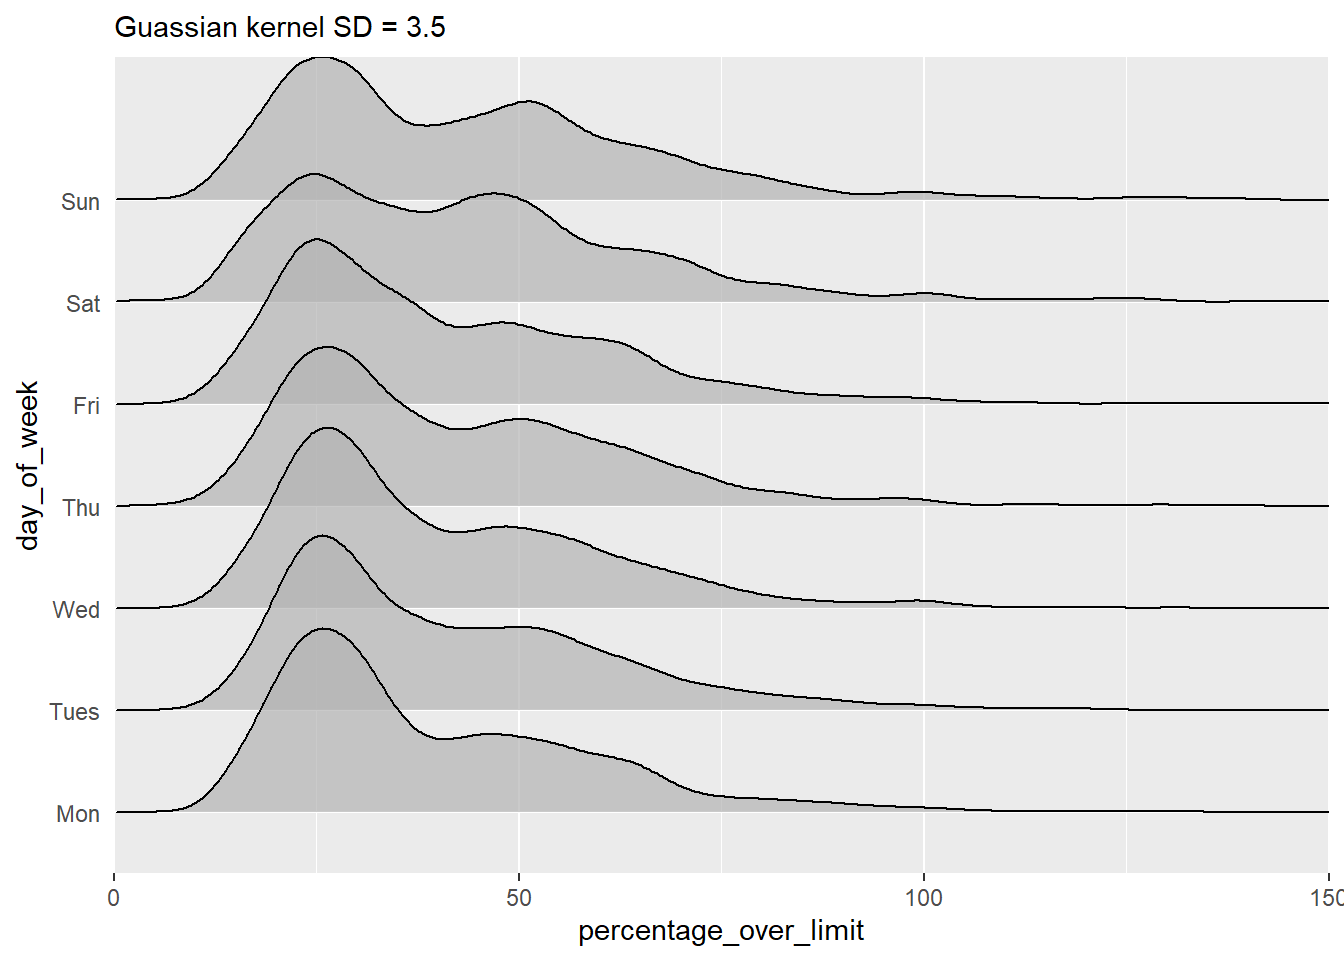 Guassian kernel SD = 3.5
day_of_week
Sun
Sat
Fri
Thu
Wed
Tues
Mon
0 50 100 150
percentage_over_limit